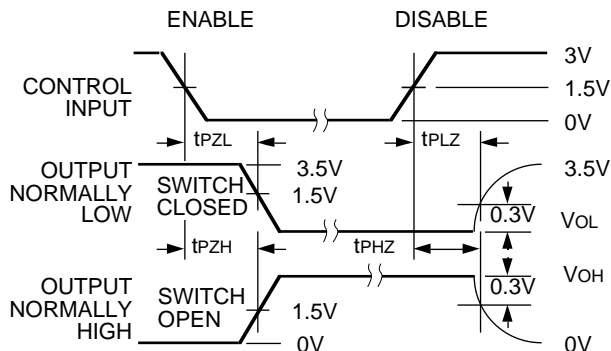 ENABLE DISABLE
3V
CONTROL
INPUT
1.5V
0V
tPZL tPLZ
OUTPUT
NORMALLY
LOW
SWITCH
CLOSED
3.5V
1.5V
3.5V
0.3V
VOL
tPZH tPHZ
OUTPUT
NORMALLY
HIGH
SWITCH
OPEN
1.5V
0V
VOH
0.3V
0V